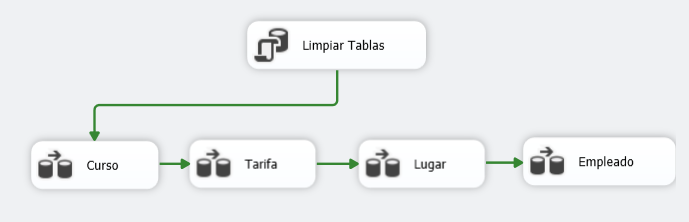 Limpiar Tablas
Curso
Tarifa
Lugar
Empleado